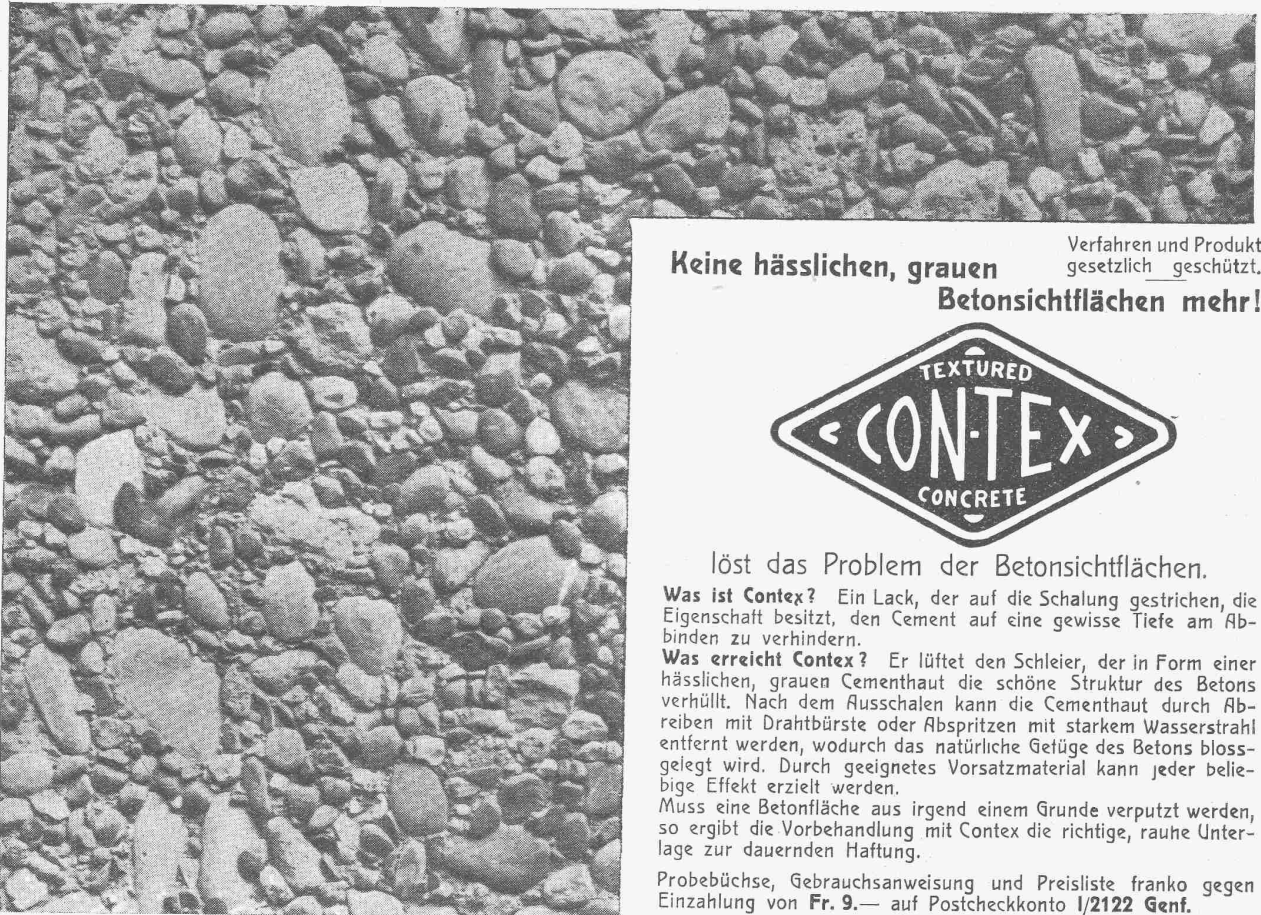 Verfahren und Produkt
gesetzlich geschützt.
Keine hässlichen, grauen
Betonsichtflächen mehr!
TEXTURED
CON-TEX
CONCRETE
löst das Problem der Betonsichtflächen.
Was ist Contex? Ein Lack, der auf die Schalung gestrichen, die
Eigenschaft besitzt, den Cement auf eine gewisse Tiefe am Ab-
binden zu verhindern.
Was erreicht Contex? Er lüftet den Schleier, der in Form einer
hässlichen, grauen Cementhaut die schöne Struktur des Betons
verhüllt. Nach dem Ausschalen kann die Cementhaut durch Ab-
reiben mit Drahtbürste oder Abspritzen mit starkem Wasserstrahl
entfernt werden, wodurch das natürliche Gefüge des Betons bloss-
gelegt wird. Durch geeignetes Vorsatzmaterial kann jeder belie-
bige Effekt erzielt werden.
Muss eine Betonfläche aus irgend einem Grunde verputzt werden,
so ergibt die Vorbehandlung mit Contex die richtige, rauhe Unter-
lage zur dauernden Haftung.
Probebüchse, Gebrauchsanweisung und Preisliste franko gegen
Einzahlung von Fr. 9.— auf Postcheckkonto I/2122 Genf.